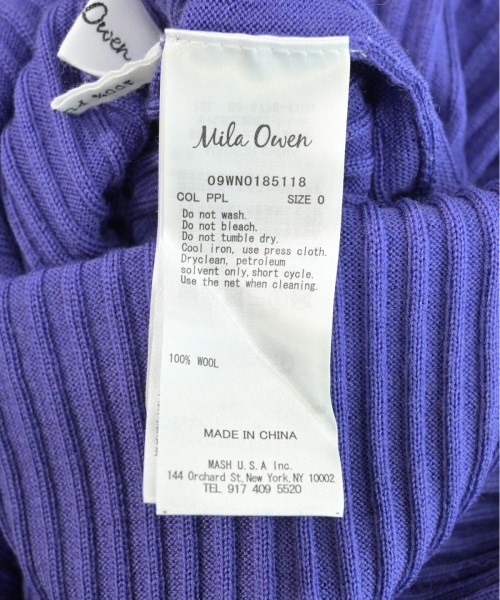 Owen
Mila Owen
09WN0185118
COL PPL SIZE 0
Do not wash.
Do not bleach.
Do not tumble dry.
Cool iron, use press cloth.
Dryclean, petroleum
solvent only, short cycle.
Use the net when cleaning.
100% WOOL
MADE IN CHINA
MASH U.S.A Inc.
144 Orchard St, New York, NY 10002
TEL 917 409 5520